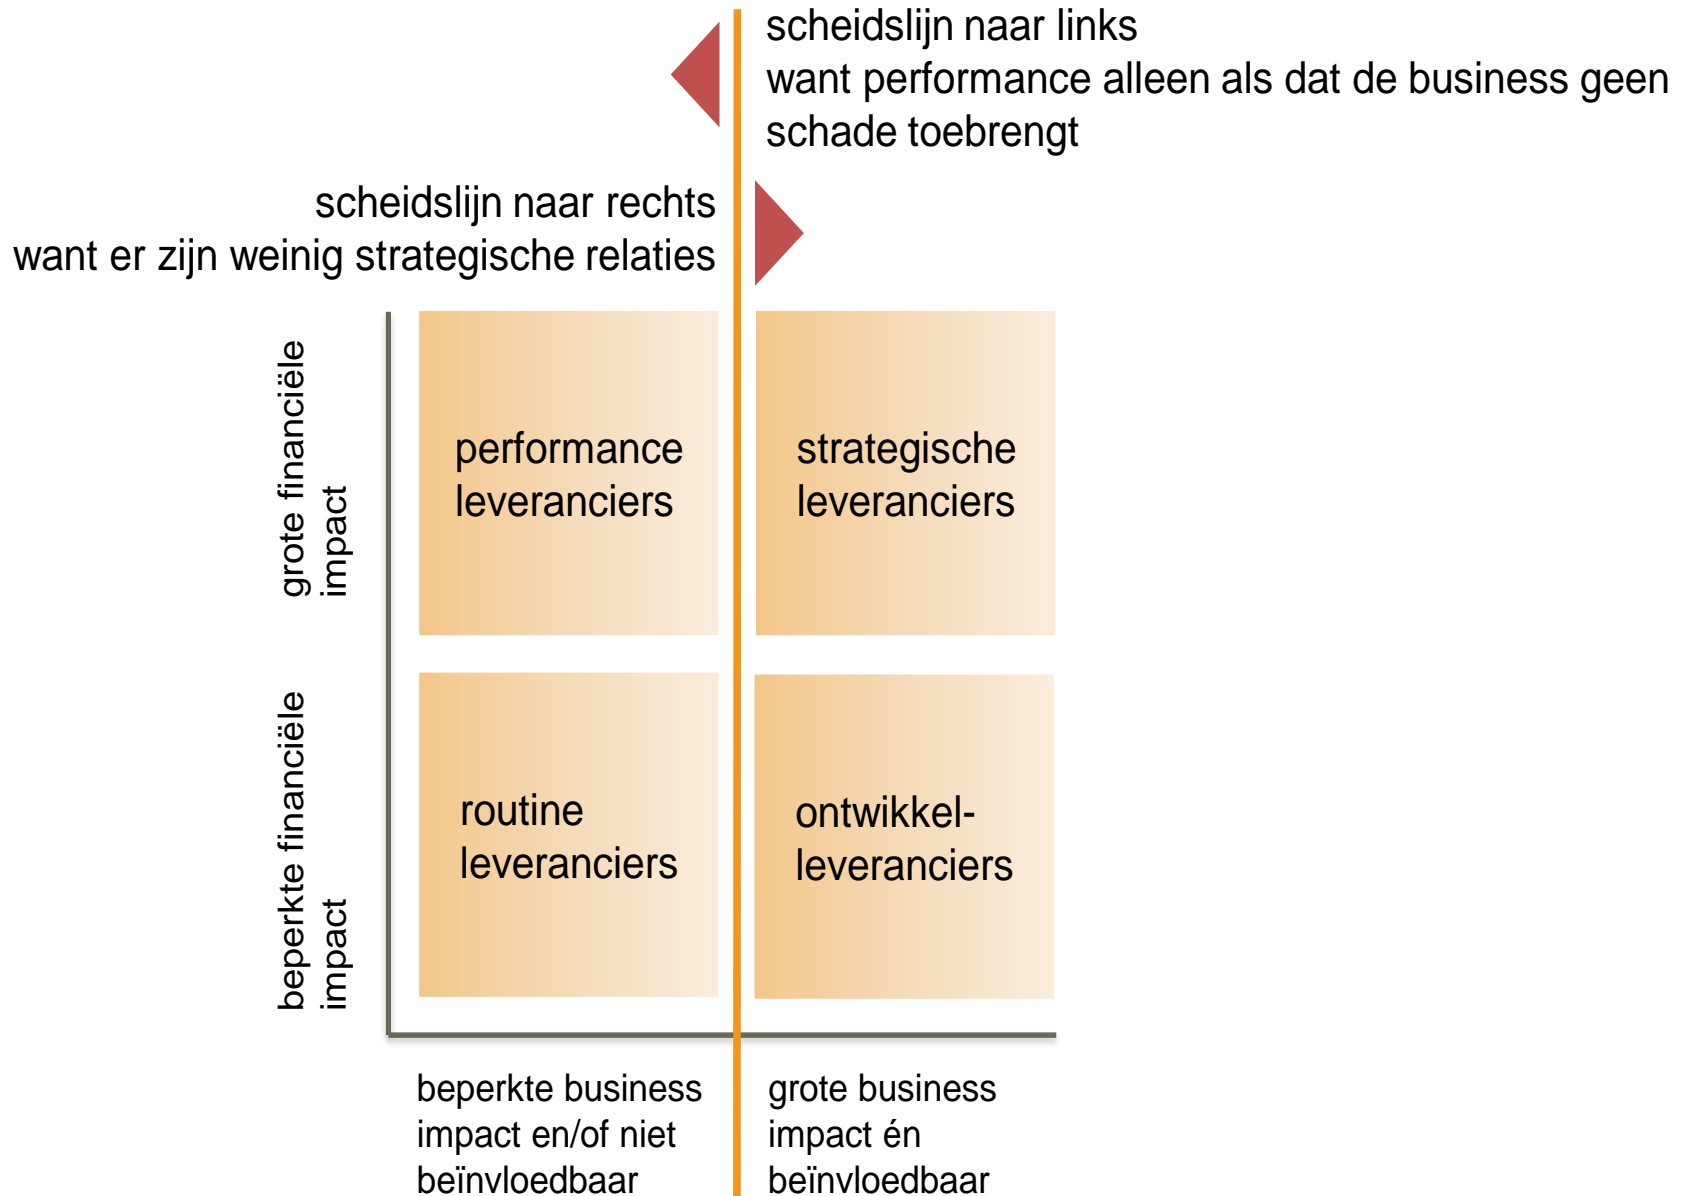 scheidslijn naar links
want performance alleen als dat de business geen
schade toebrengt
scheidslijn naar rechts
want er zijn weinig strategische relaties
grote financiële
impact
performance
leveranciers
strategische
leveranciers
beperkte financiële
impact
routine
leveranciers
ontwikkel-
leveranciers
beperkte business
impact en/of niet
beïnvloedbaar
grote business
impact én
beïnvloedbaar